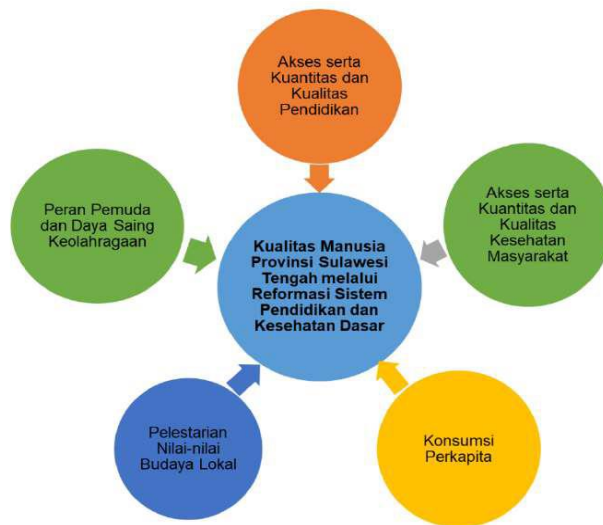 Akses serta
Kuantitas dan
Kualitas
Pendidikan
Peran Pemuda
dan Daya Saing
Keolahragaan
Akses serta
Kuantitas dan
Kualitas
Kesehatan
Masyarakat
Kualitas Manusia
Provinsi Sulawesi
Tengah melalui
Reformasi Sistem
Pendidikan dan
Kesehatan Dasar
Pelestarian
Nilai-nilai
Budaya Lokal
Konsumsi
Perkapita